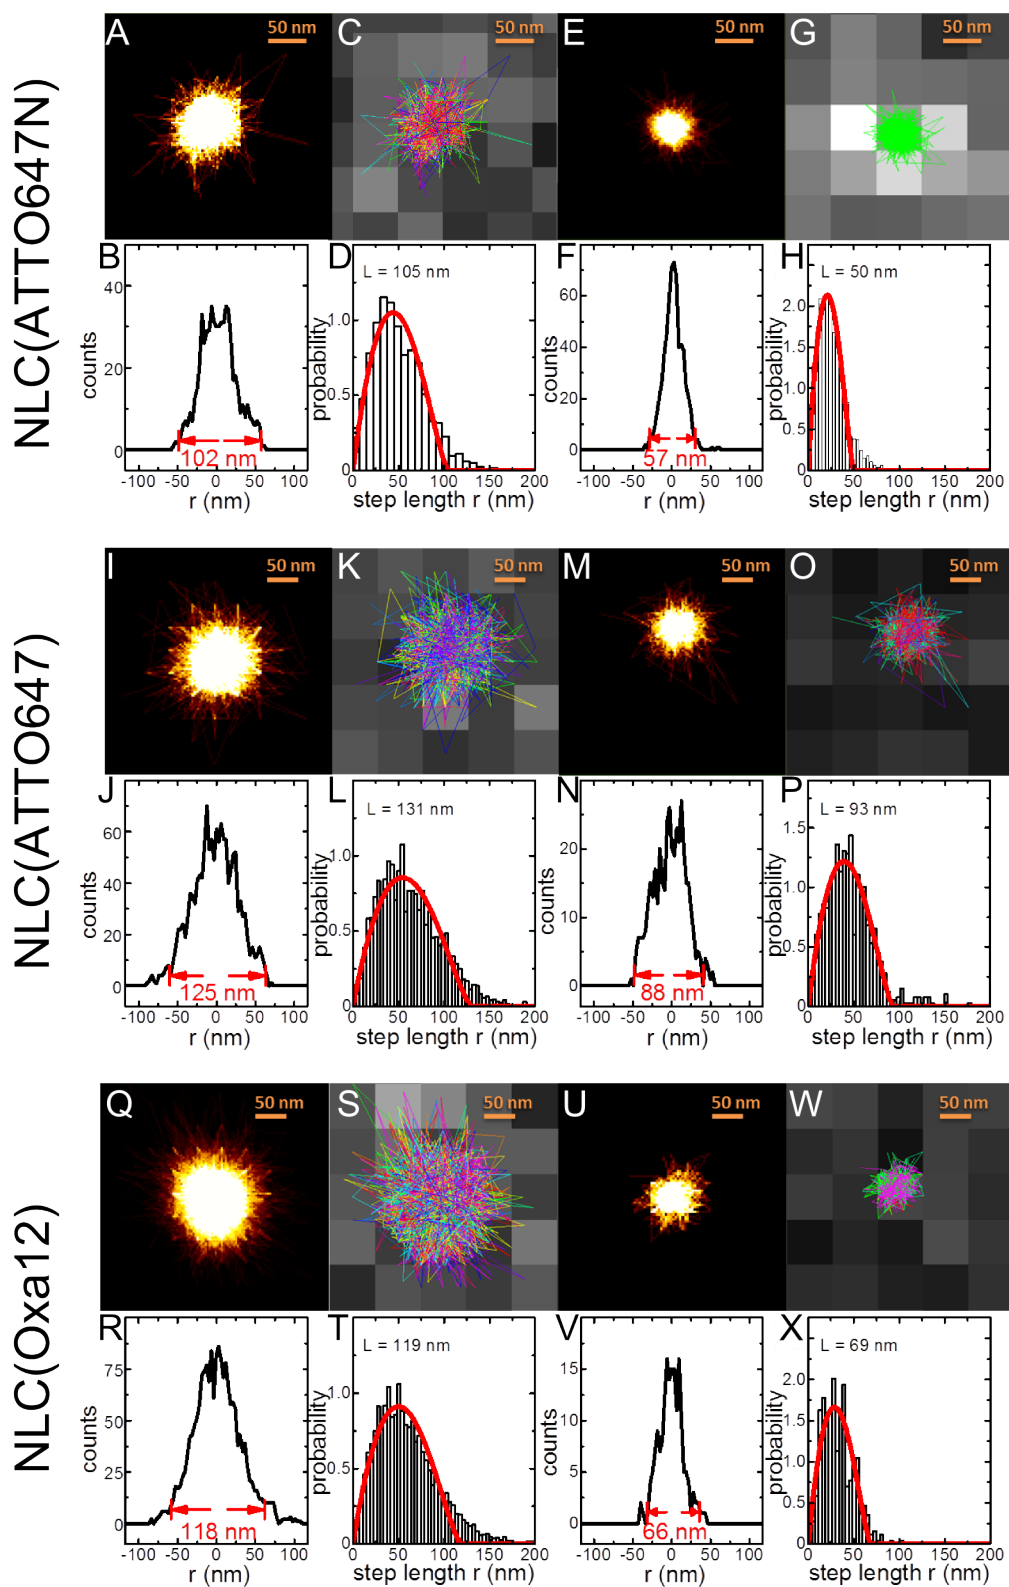 NLC(ATTO647N)
A 50 nm C 50 nm E 50 nm G 50 nm
B D F H
counts
40
20
0
102 nm
-100 -50 0 50 100
r (nm)
probability
L = 105 nm
1.0
0.5
0
0 50 100 150 200
step length r (nm)
counts
60
40
20
0
57 nm
-100 -50 0 50 100
r (nm)
probability
L = 50 nm
2.0
1.5
1.0
0.5
0
0 50 100 150 200
step length r (nm)
NLC(ATTO647)
I 50 nm K 50 nm M 50 nm O 50 nm
J L N P
counts
60
40
20
0
125 nm
-100 -50 0 50 100
r (nm)
probability
L = 131 nm
1.0
0.5
0.0
0 50 100 150 200
step length r (nm)
counts
20
10
0
88 nm
-100 -50 0 50 100
r (nm)
probability
L = 93 nm
1.5
1.0
0.5
0.0
0 50 100 150 200
step length r (nm)
NLC(Oxa12)
Q 50 nm S 50 nm U 50 nm W 50 nm
R T V X
counts
75
50
25
0
118 nm
-100 -50 0 50 100
r (nm)
probability
L = 119 nm
1.0
0.5
0
0 50 100 150 200
step length r (nm)
counts
15
10
5
0
66 nm
-100 -50 0 50 100
r (nm)
probability
L = 69 nm
2.0
1.5
1.0
0.5
0
0 50 100 150 200
step length r (nm)